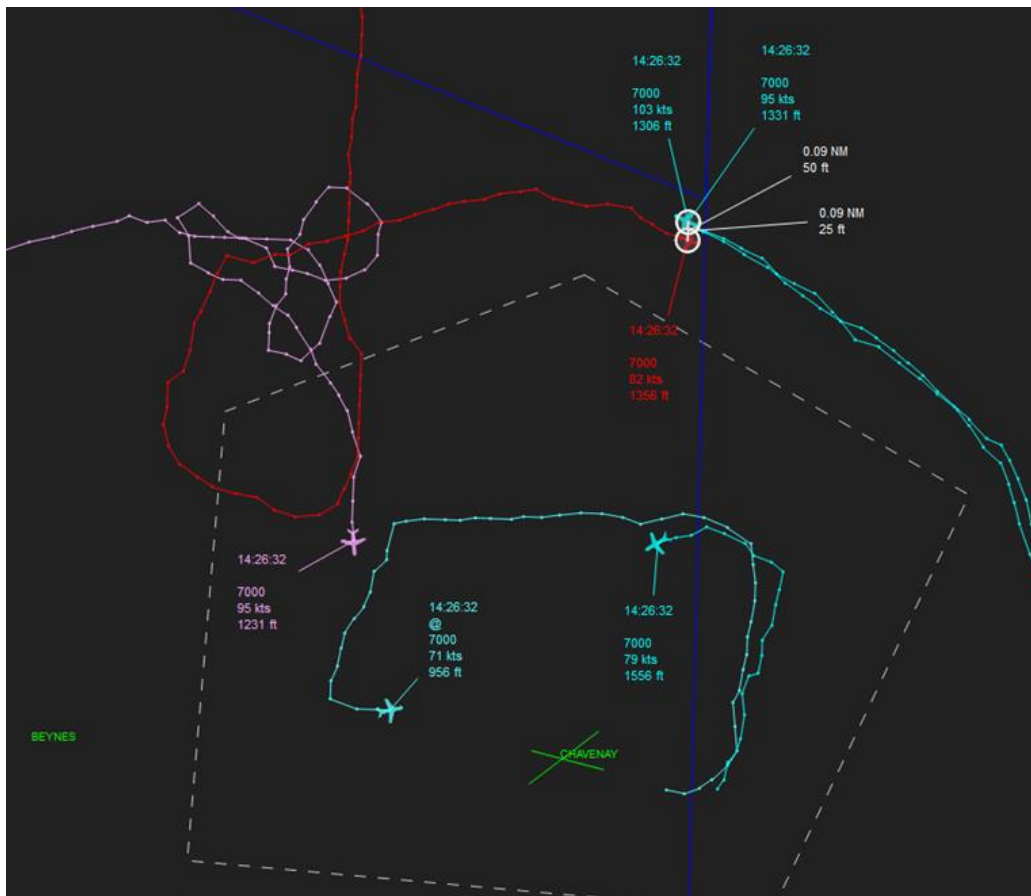 14:26:32
7000
103 kts
1306 ft
14:26:32
7000
95 kts
1331 ft
0.09 NM
50 ft
0.09 NM
25 ft
14:26:32
7000
82 kts
1356 ft
14:26:32
7000
95 kts
1231 ft
14:26:32
@
7000
71 kts
956 ft
14:26:32
7000
79 kts
1556 ft
BEYNES
CHAVENAY